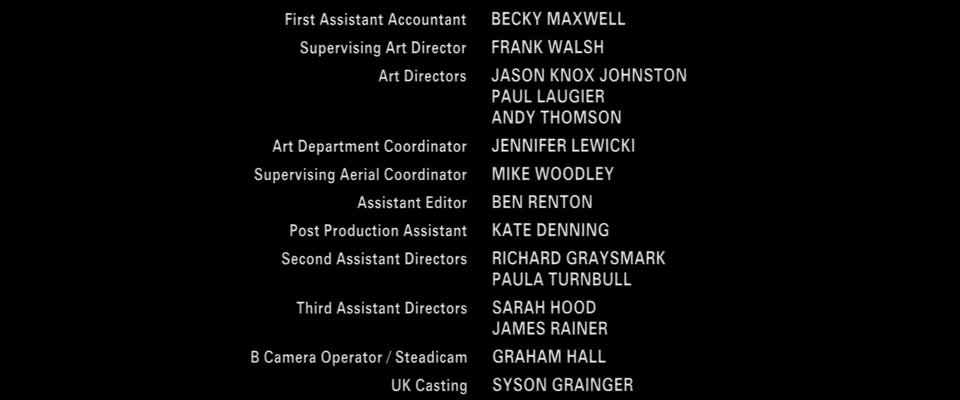 First Assistant Accountant BECKY MAXWELL
Supervising Art Director FRANK WALSH
Art Directors JASON KNOX JOHNSTON
PAUL LAUGIER
ANDY THOMSON
Art Department Coordinator JENNIFER LEWICKI
Supervising Aerial Coordinator MIKE WOODLEY
Assistant Editor BEN RENTON
Post Production Assistant KATE DENNING
Second Assistant Directors RICHARD GRAYSMARK
PAULA TURNBULL
Third Assistant Directors SARAH HOOD
JAMES RAINER
B Camera Operator / Steadicam GRAHAM HALL
UK Casting SYSON GRAINGER